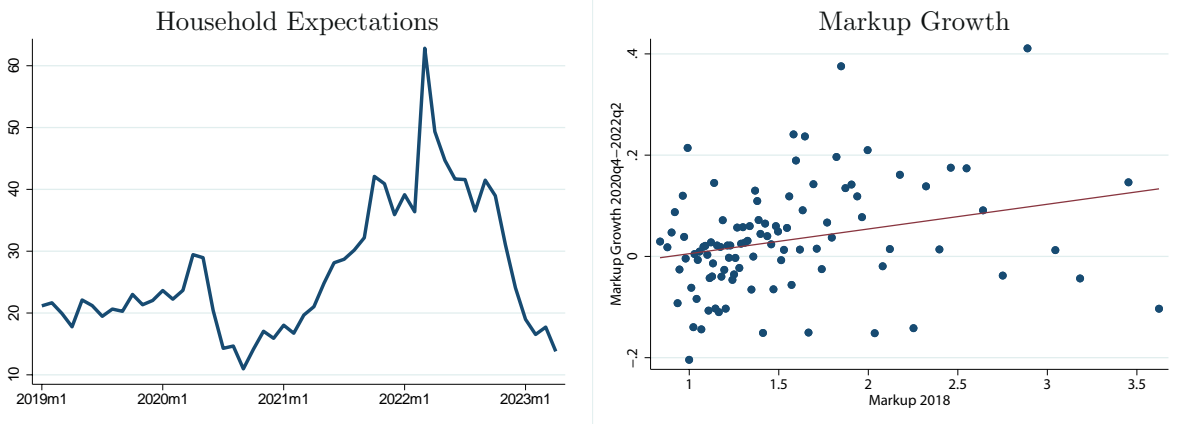 Household Expectations
60
50
40
30
20
10
2019m1 2020m1 2021m1 2022m1 2023m1
Markup Growth
Markup Growth 2020q4−2022q2
.4
.2
0
−.2
1 1.5 2 2.5 3 3.5
Markup 2018